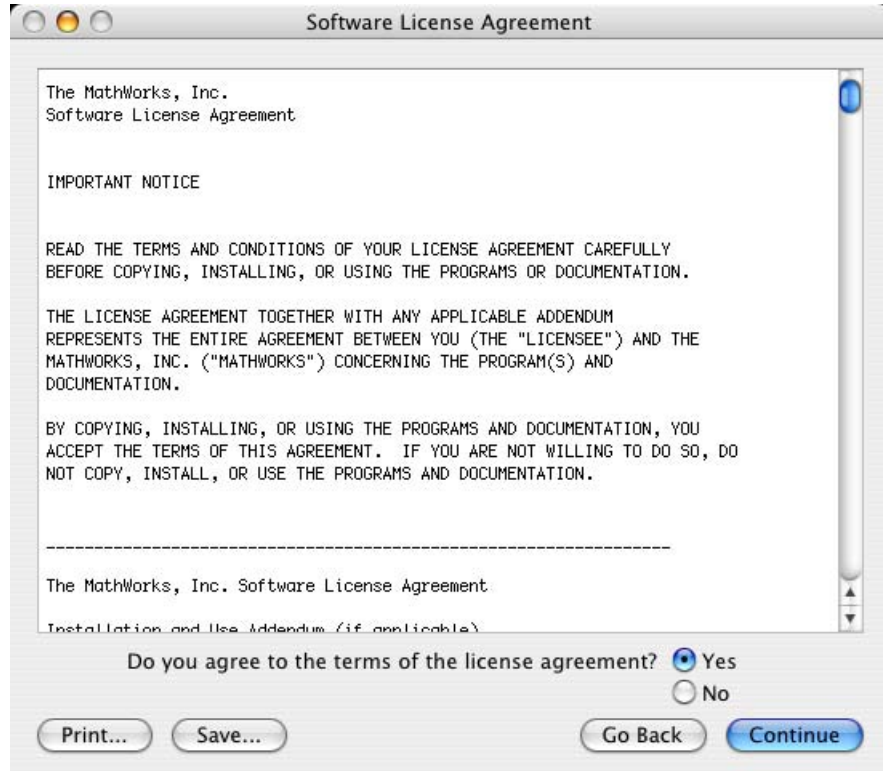 Software License Agreement
The MathWorks, Inc.
Software License Agreement
IMPORTANT NOTICE
READ THE TERMS AND CONDITIONS OF YOUR LICENSE AGREEMENT CAREFULLY
BEFORE COPYING, INSTALLING, OR USING THE PROGRAMS OR DOCUMENTATION.
THE LICENSE AGREEMENT TOGETHER WITH ANY APPLICABLE ADDENDUM
REPRESENTS THE ENTIRE AGREEMENT BETWEEN YOU (THE "LICENSEE") AND THE
MATHWORKS, INC. ("MATHWORKS") CONCERNING THE PROGRAM(S) AND
DOCUMENTATION.
BY COPYING, INSTALLING, OR USING THE PROGRAMS AND DOCUMENTATION, YOU
ACCEPT THE TERMS OF THIS AGREEMENT.  IF YOU ARE NOT WILLING TO DO SO, DO
NOT COPY, INSTALL, OR USE THE PROGRAMS AND DOCUMENTATION.
The MathWorks, Inc. Software License Agreement
Installation and Use Addendum (if applicable)
Do you agree to the terms of the license agreement? Yes
No
Print... Save... Go Back Continue